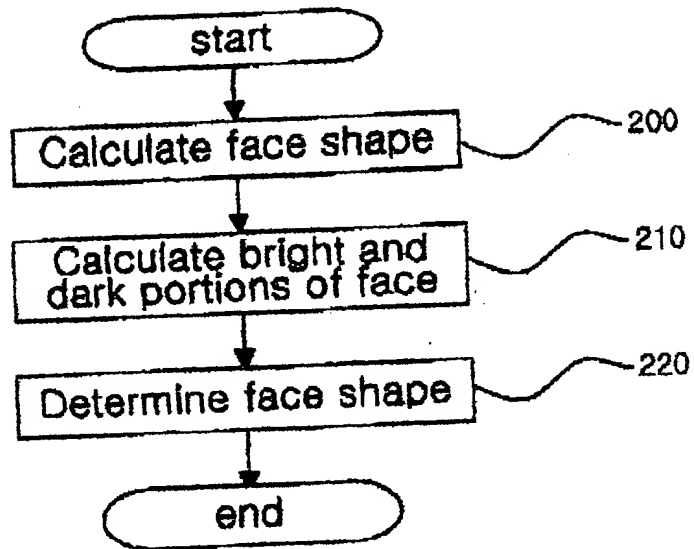 start
Calculate face shape
200
Calculate bright and
dark portions of face
210
Determine face shape
220
end